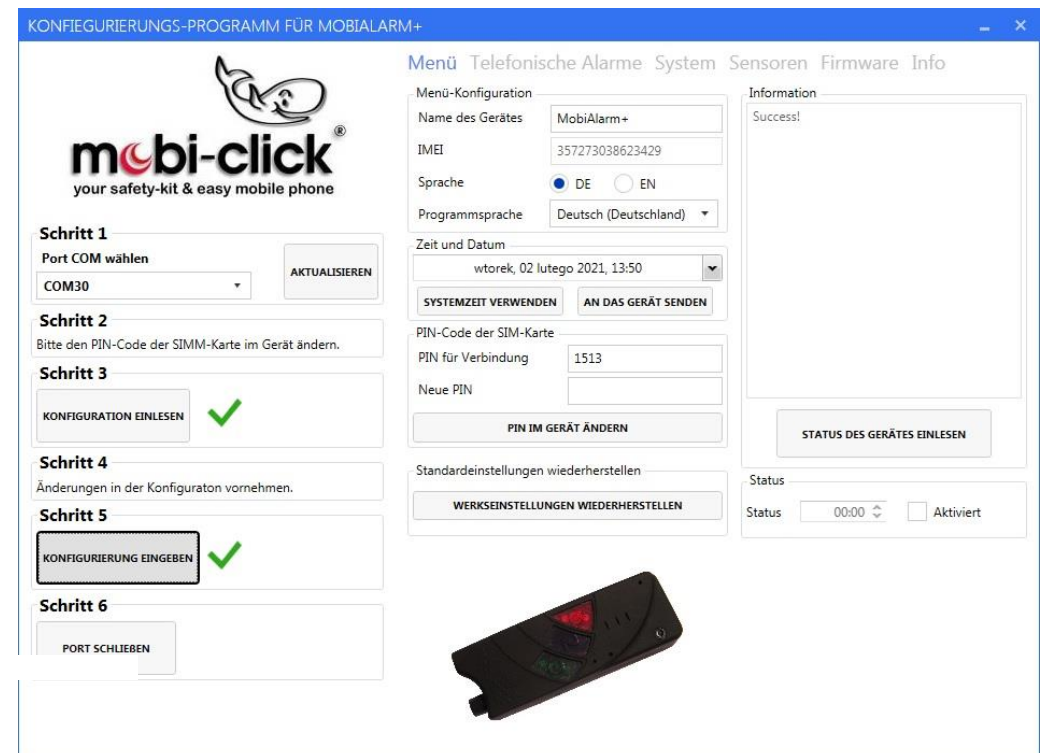 KONFIEGURIERUNGS-PROGRAMM FÜR MOBIALARM+
mobi-click®
your safety-kit & easy mobile phone
Schritt 1
Port COM wählen
COM30
AKTUALISIEREN
Schritt 2
Bitte den PIN-Code der SIMM-Karte im Gerät ändern.
Schritt 3
KONFIGURATION EINLESEN
Schritt 4
Änderungen in der Konfiguraton vornehmen.
Schritt 5
KONFIGURIERUNG EINGEBEN
Schritt 6
PORT SCHLIEßEN
Menü Telefonische Alarme System Sensoren Firmware Info
Menü-Konfiguration
Name des Gerätes MobiAlarm+
IMEI 357273038623429
Sprache DE EN
Programmsprache Deutsch (Deutschland)
Zeit und Datum
wtorek, 02 lutego 2021, 13:50
SYSTEMZEIT VERWENDEN AN DAS GERÄT SENDEN
PIN-Code der SIM-Karte
PIN für Verbindung 1513
Neue PIN
PIN IM GERÄT ÄNDERN
Standardeinstellungen wiederherstellen
WERKSEINSTELLUNGEN WIEDERHERSTELLEN
Information
Success!
STATUS DES GERÄTES EINLESEN
Status
Status 00:00 Aktiviert